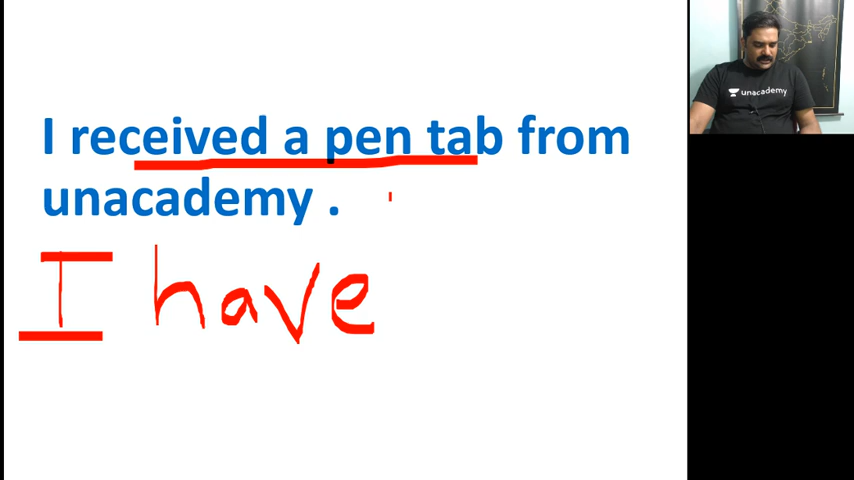 I received a pen tab from
unacademy .
I have
unacademy